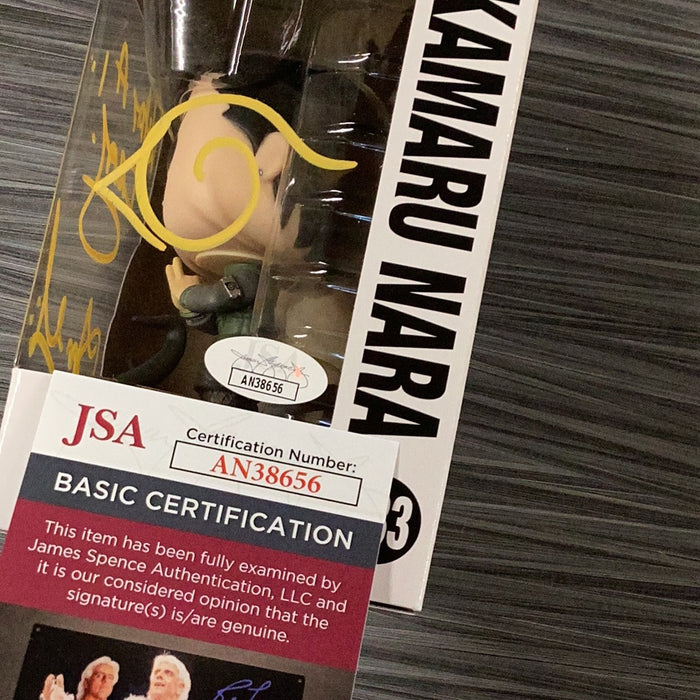 KAMARU NARA
33
JSA
AN38656
JSA
Certification Number:
AN38656
BASIC CERTIFICATION
This item has been fully examined by
James Spence Authentication, LLC and
it is our considered opinion that the
signature(s) is/are genuine.